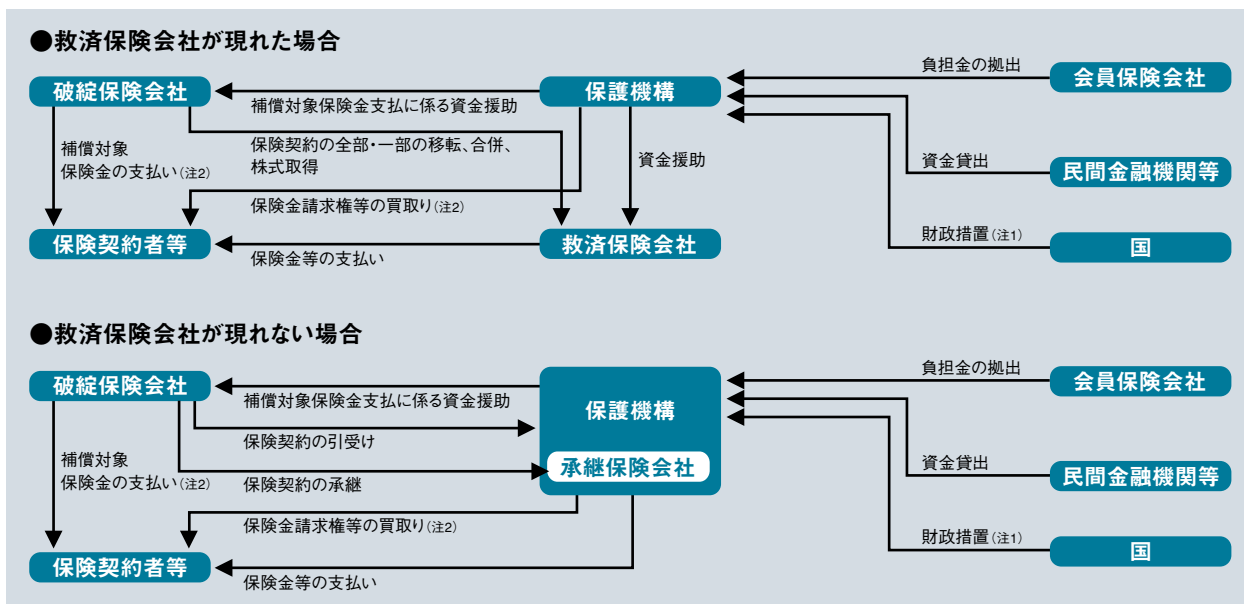 ●救済保険会社が現れた場合
破綻保険会社
保護機構
負担金の拠出
会員保険会社
補償対象保険金支払に係る資金援助
補償対象
保険金の支払い(注2)
保険契約の全部・一部の移転、合併、
株式取得
資金援助
資金貸出
民間金融機関等
保険金請求権等の買取り(注2)
保険契約者等
救済保険会社
財政措置(注1)
国
保険金等の支払い
●救済保険会社が現れない場合
破綻保険会社
保護機構
負担金の拠出
会員保険会社
補償対象保険金支払に係る資金援助
保険契約の引受け
補償対象
保険金の支払い(注2)
承継保険会社
資金貸出
民間金融機関等
保険契約の承継
保険金請求権等の買取り(注2)
財政措置(注1)
国
保険契約者等
保険金等の支払い